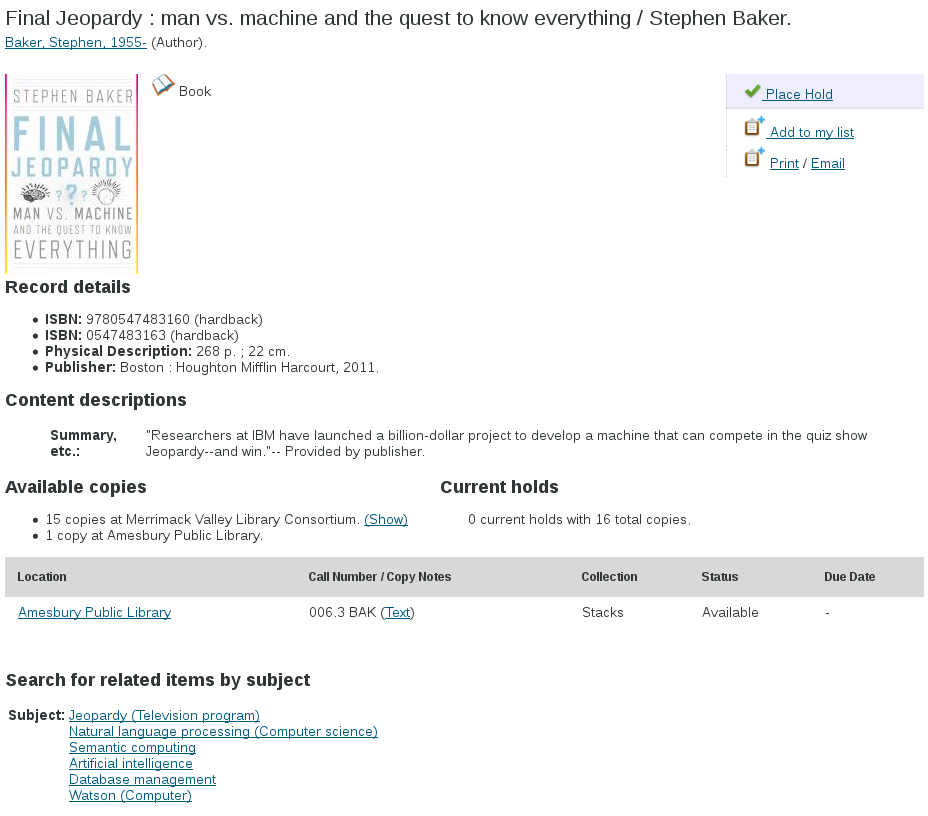 Final Jeopardy : man vs. machine and the quest to know everything / Stephen Baker.
Baker, Stephen, 1955- (Author).
STEPHEN BAKER
FINAL
JEOPARDY
???
MAN VS. MACHINE
AND THE QUEST TO KNOW
EVERYTHING
Book
Place Hold
Add to my list
Print / Email
Record details
• ISBN: 9780547483160 (hardback)
• ISBN: 0547483163 (hardback)
• Physical Description: 268 p. ; 22 cm.
• Publisher: Boston : Houghton Mifflin Harcourt, 2011.
Content descriptions
Summary, etc.: "Researchers at IBM have launched a billion-dollar project to develop a machine that can compete in the quiz show
Jeopardy--and win."-- Provided by publisher.
Available copies
• 15 copies at Merrimack Valley Library Consortium. (Show)
• 1 copy at Amesbury Public Library.
Current holds
0 current holds with 16 total copies.
Location Call Number / Copy Notes Collection Status Due Date
Amesbury Public Library 006.3 BAK (Text) Stacks Available -
Search for related items by subject
Subject: Jeopardy (Television program)
Natural language processing (Computer science)
Semantic computing
Artificial intelligence
Database management
Watson (Computer)